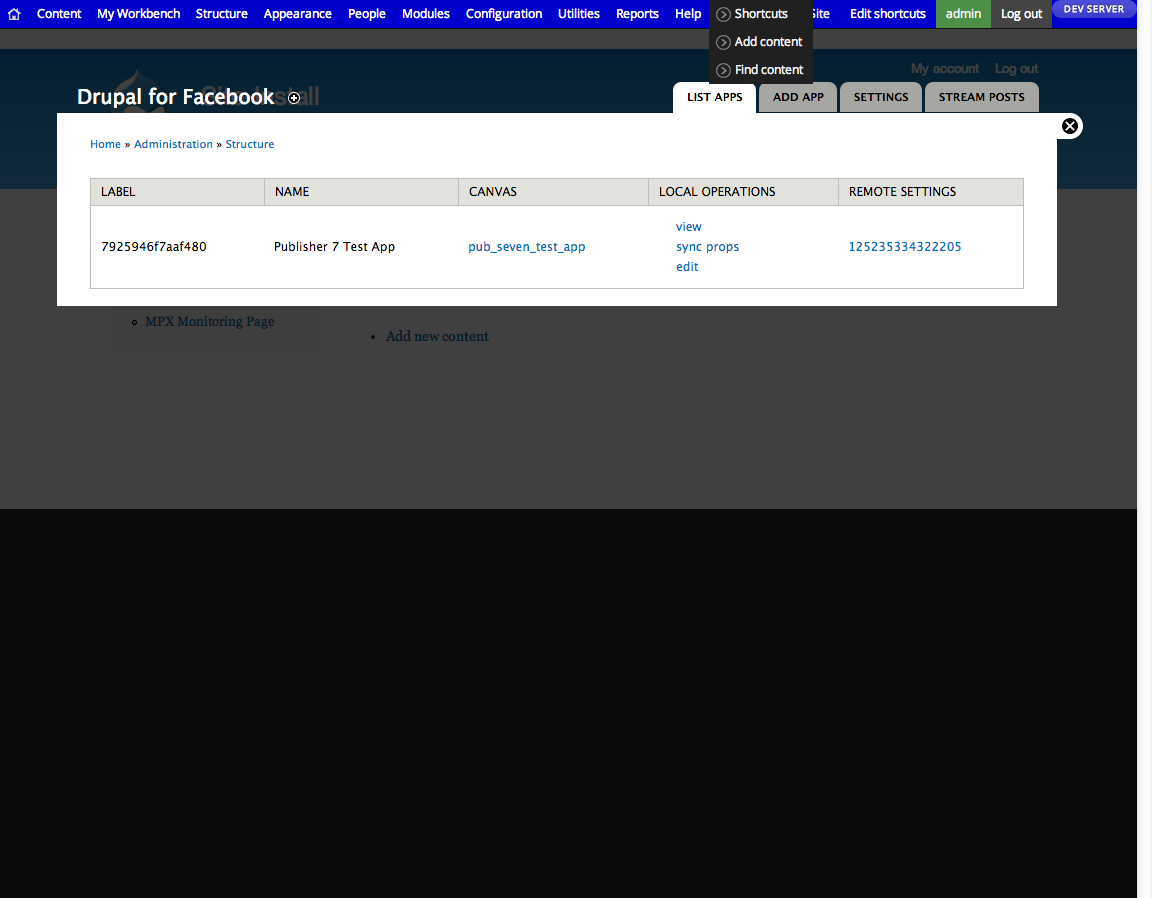 Content My Workbench Structure Appearance People Modules Configuration Utilities Reports Help Shortcuts Site Edit shortcuts admin Log out DEV SERVER
Add content
Find content
My account Log out
Drupal for Facebook
LIST APPS ADD APP SETTINGS STREAM POSTS
Home » Administration » Structure
LABEL NAME CANVAS LOCAL OPERATIONS REMOTE SETTINGS
view
7925946f7aaf480 Publisher 7 Test App pub_seven_test_app sync props 125235334322205
edit
MPX Monitoring Page
Add new content